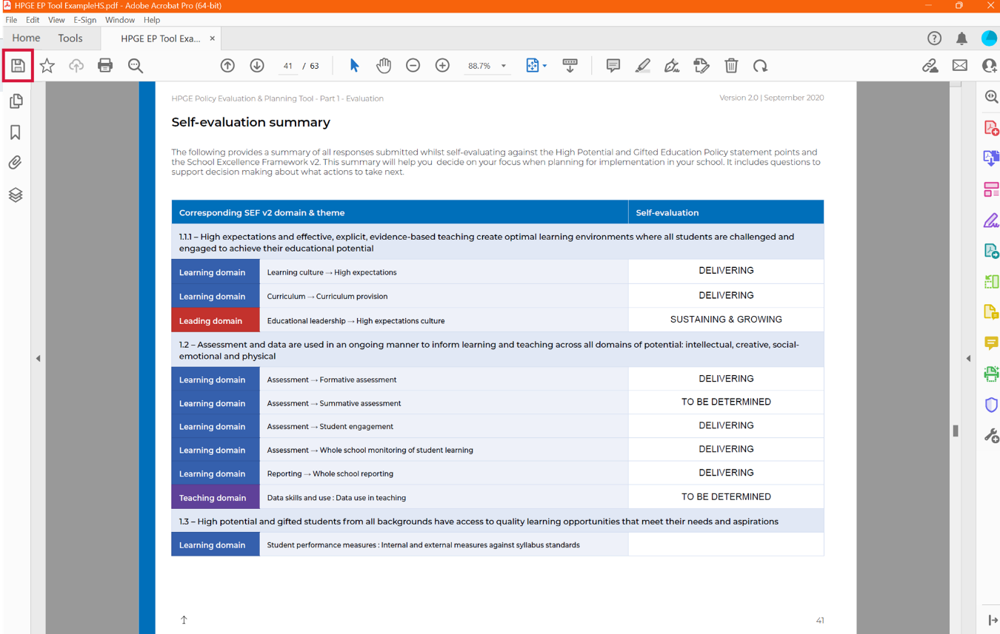 HPGE EP Tool ExampleHS.pdf - Adobe Acrobat Pro (64-bit)
File Edit View E-Sign Window Help
Home Tools HPGE EP Tool Exa... ×
41 / 63 88.7%
HPGE Policy Evaluation & Planning Tool - Part 1 - Evaluation Version 2.0 | September 2020
Self-evaluation summary
The following provides a summary of all responses submitted whilst self-evaluating against the High Potential and Gifted Education Policy statement points and
the School Excellence Framework v2. This summary will help you decide on your focus when planning for implementation in your school. It includes questions to
support decision making about what actions to take next.
Corresponding SEF v2 domain & theme Self-evaluation
1.1.1 – High expectations and effective, explicit, evidence-based teaching create optimal learning environments where all students are challenged and
engaged to achieve their educational potential
Learning domain Learning culture → High expectations DELIVERING
Learning domain Curriculum → Curriculum provision DELIVERING
Leading domain Educational leadership → High expectations culture SUSTAINING & GROWING
1.2 – Assessment and data are used in an ongoing manner to inform learning and teaching across all domains of potential: intellectual, creative, social-
emotional and physical
Learning domain Assessment → Formative assessment DELIVERING
Learning domain Assessment → Summative assessment TO BE DETERMINED
Learning domain Assessment → Student engagement DELIVERING
Learning domain Assessment → Whole school monitoring of student learning DELIVERING
Learning domain Reporting → Whole school reporting DELIVERING
Teaching domain Data skills and use : Data use in teaching TO BE DETERMINED
1.3 – High potential and gifted students from all backgrounds have access to quality learning opportunities that meet their needs and aspirations
Learning domain Student performance measures : Internal and external measures against syllabus standards
↑ 41